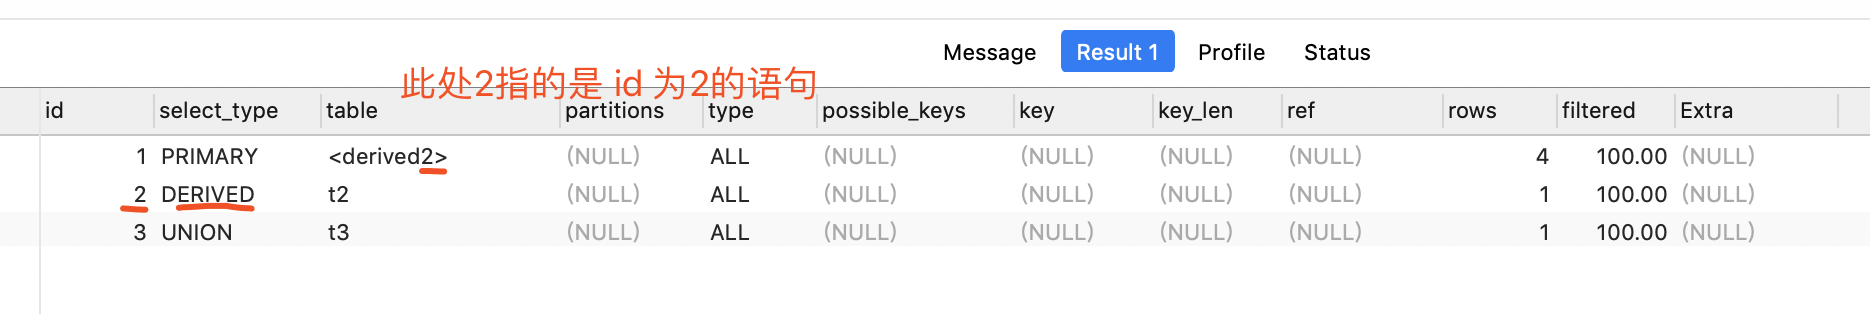 Message Result 1 Profile Status
此处2指的是 id 为2的语句
id select_type table partitions type possible_keys key key_len ref rows filtered Extra
1 PRIMARY <derived2> (NULL) ALL (NULL) (NULL) (NULL) (NULL) 4 100.00 (NULL)
2 DERIVED t2 (NULL) ALL (NULL) (NULL) (NULL) (NULL) 1 100.00 (NULL)
3 UNION t3 (NULL) ALL (NULL) (NULL) (NULL) (NULL) 1 100.00 (NULL)